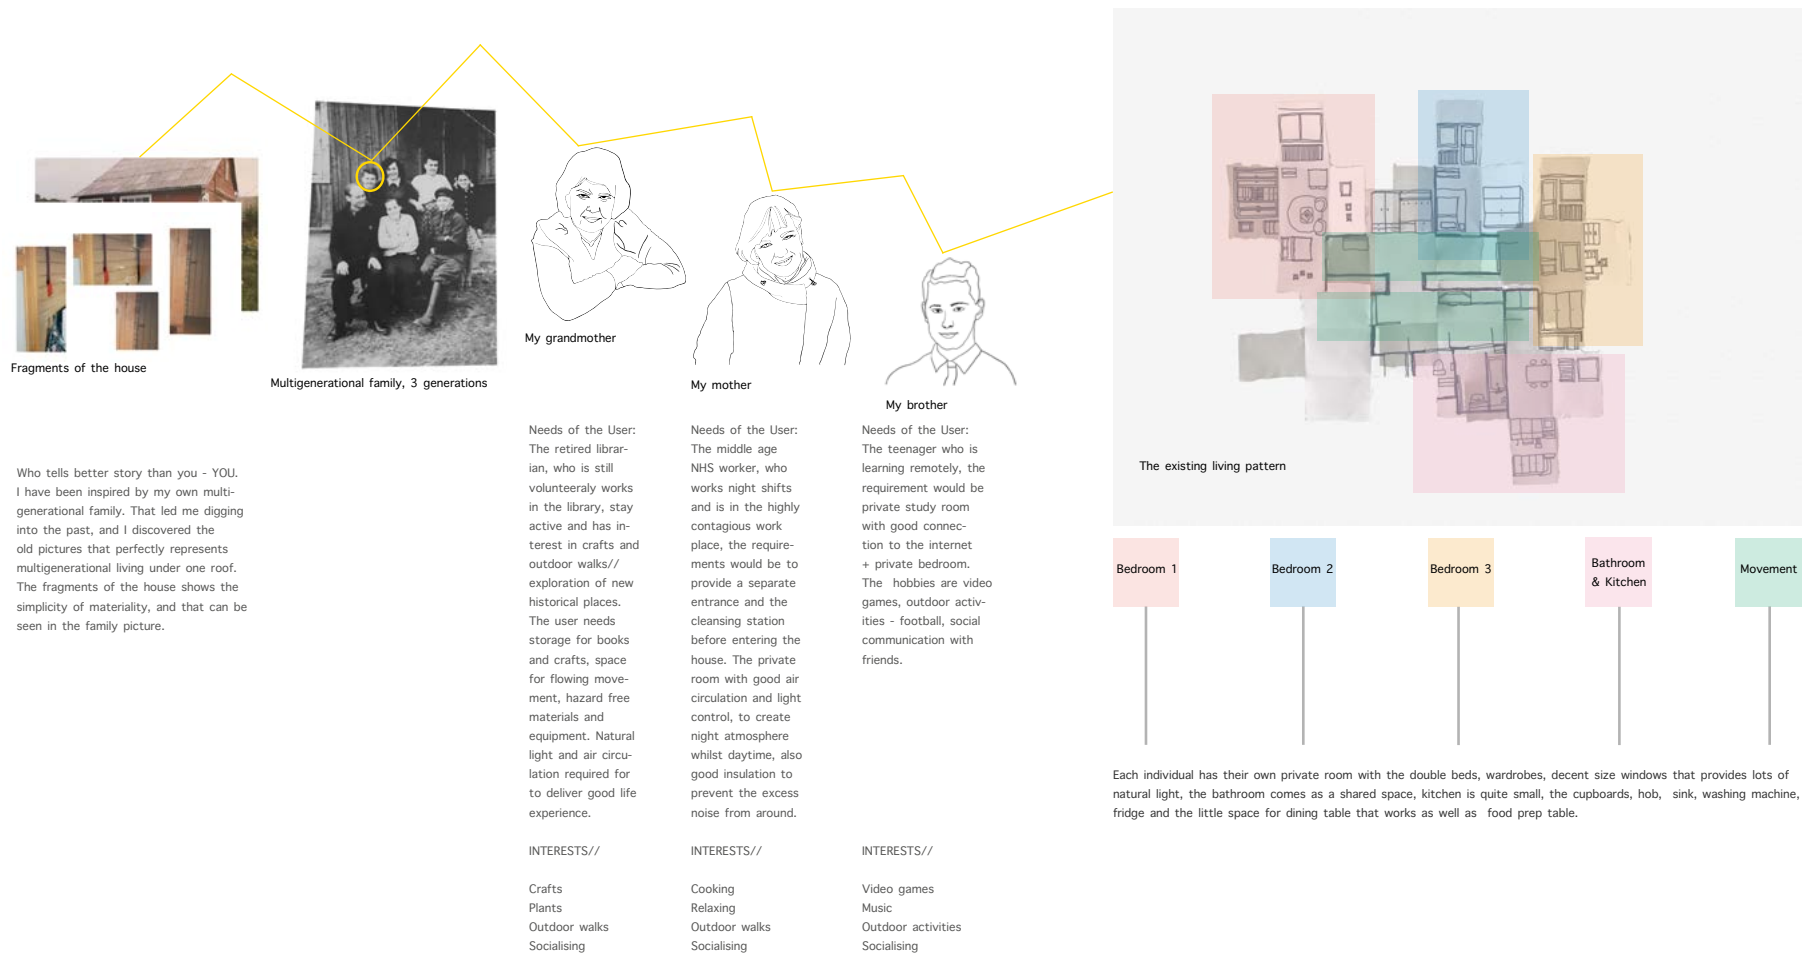 Fragments of the house
Multigenerational family, 3 generations
My grandmother
My mother
My brother
Who tells better story than you - YOU.
I have been inspired by my own multi-
generational family. That led me digging
into the past, and I discovered the
old pictures that perfectly represents
multigenerational living under one roof.
The fragments of the house shows the
simplicity of materiality, and that can be
seen in the family picture.
Needs of the User:
The retired librar-
ian, who is still
volunteeraly works
in the library, stay
active and has in-
terest in crafts and
outdoor walks//
exploration of new
historical places.
The user needs
storage for books
and crafts, space
for flowing move-
ment, hazard free
materials and
equipment. Natural
light and air circu-
lation required for
to deliver good life
experience.
INTERESTS//
Crafts
Plants
Outdoor walks
Socialising
Needs of the User:
The middle age
NHS worker, who
works night shifts
and is in the highly
contagious work
place, the require-
ments would be to
provide a separate
entrance and the
cleansing station
before entering the
house. The private
room with good air
circulation and light
control, to create
night atmosphere
whilst daytime, also
good insulation to
prevent the excess
noise from around.
INTERESTS//
Cooking
Relaxing
Outdoor walks
Socialising
Needs of the User:
The teenager who is
learning remotely, the
requirement would be
private study room
with good connec-
tion to the internet
+ private bedroom.
The hobbies are video
games, outdoor activ-
ities - football, social
communication with
friends.
INTERESTS//
Video games
Music
Outdoor activities
Socialising
The existing living pattern
Bedroom 1
Bedroom 2
Bedroom 3
Bathroom
& Kitchen
Movement
Each individual has their own private room with the double beds, wardrobes, decent size windows that provides lots of
natural light, the bathroom comes as a shared space, kitchen is quite small, the cupboards, hob, sink, washing machine,
fridge and the little space for dining table that works as well as food prep table.